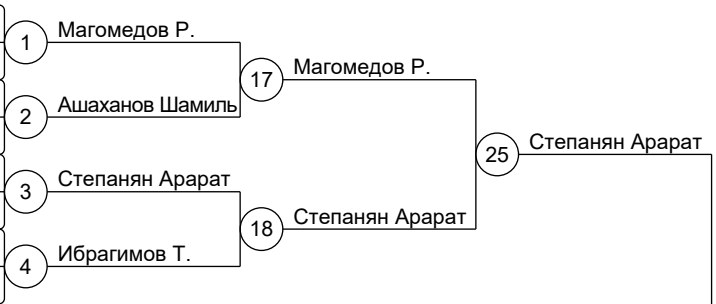 Магомедов Р.
1
Магомедов Р.
17
Ашаханов Шамиль
2
Степанян Арарат
25
Степанян Арарат
3
Степанян Арарат
18
Ибрагимов Т.
4